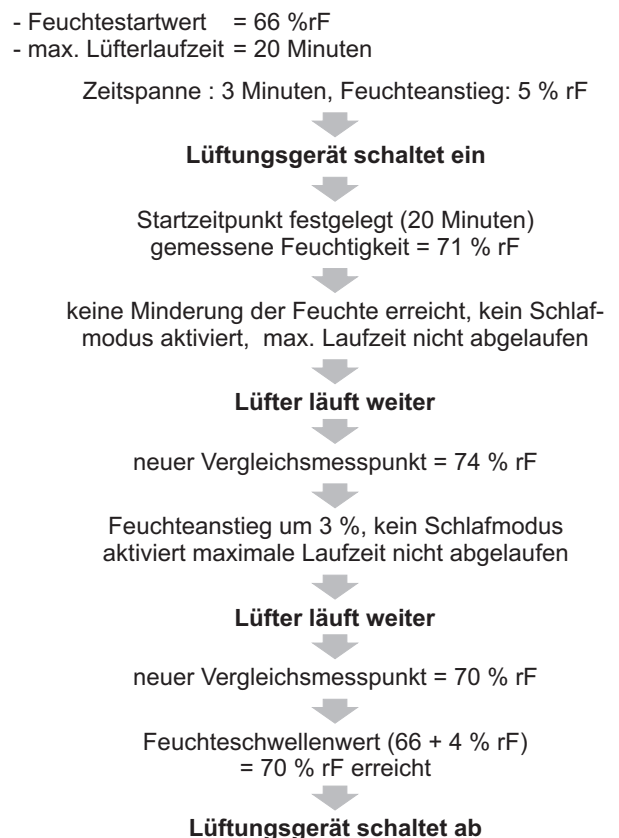 - Feuchtestartwert = 66 %rF
- max. Lüfterlaufzeit = 20 Minuten
Zeitspanne : 3 Minuten, Feuchteanstieg: 5 % rF
Lüftungsgerät schaltet ein
Startzeitpunkt festgelegt (20 Minuten)
gemessene Feuchtigkeit = 71 % rF
keine Minderung der Feuchte erreicht, kein Schlaf-
modus aktiviert, max. Laufzeit nicht abgelaufen
Lüfter läuft weiter
neuer Vergleichsmesspunkt = 74 % rF
Feuchteanstieg um 3 %, kein Schlafmodus
aktiviert maximale Laufzeit nicht abgelaufen
Lüfter läuft weiter
neuer Vergleichsmesspunkt = 70 % rF
Feuchteschwellenwert (66 + 4 % rF)
= 70 % rF erreicht
Lüftungsgerät schaltet ab